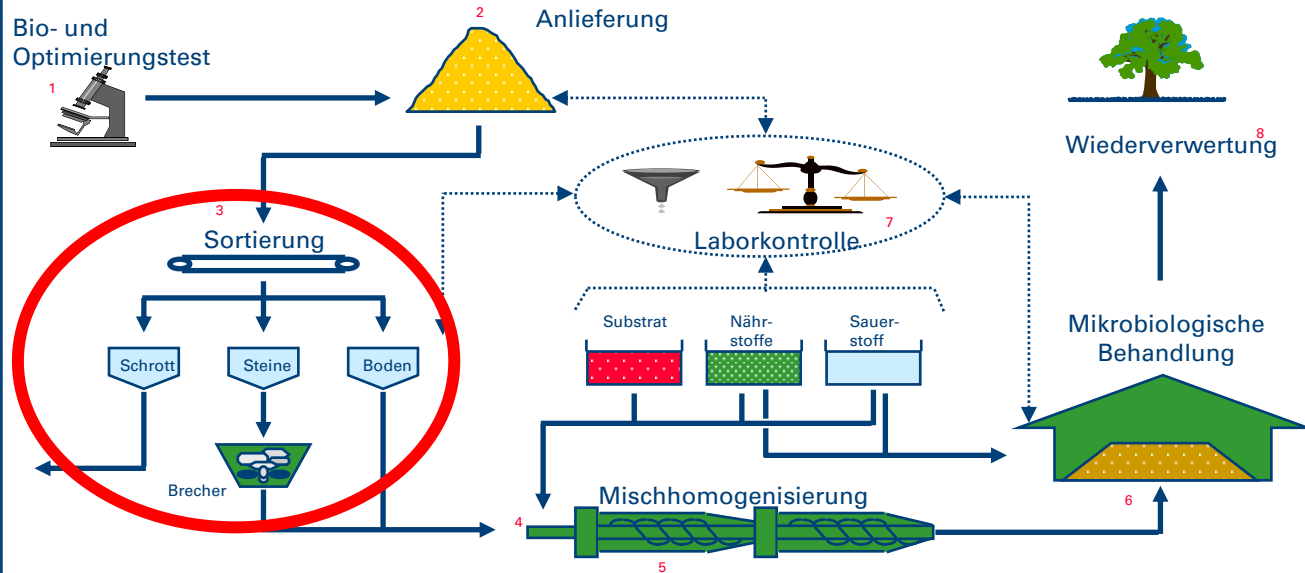 Bio- und
Optimierungstest
1
2
Anlieferung
Wiederverwertung
8
3
Sortierung
Laborkontrolle
7
Schrott
Steine
Boden
Substrat
Nähr-
stoffe
Sauer-
stoff
Mikrobiologische
Behandlung
Brecher
Mischhomogenisierung
4
5
6